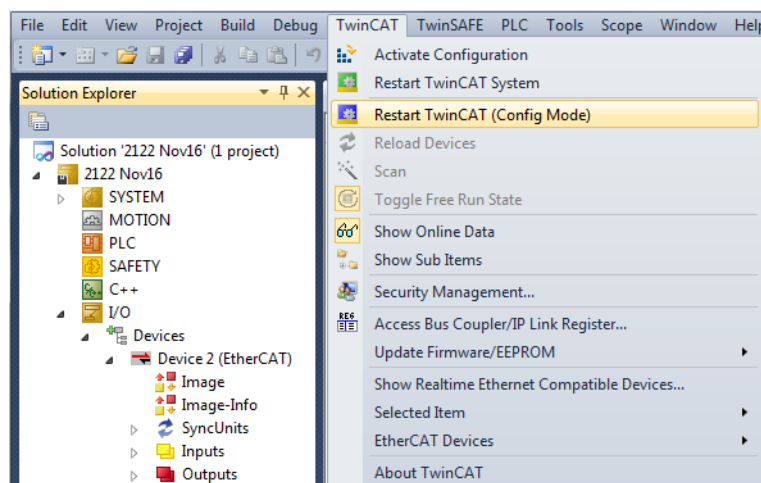 File Edit View Project Build Debug TwinCAT TwinSAFE PLC Tools Scope Window Help
Solution Explorer
Solution '2122 Nov16' (1 project)
2122 Nov16
SYSTEM
MOTION
PLC
SAFETY
C++
I/O
Devices
Device 2 (EtherCAT)
Image
Image-Info
SyncUnits
Inputs
Outputs
Activate Configuration
Restart TwinCAT System
Restart TwinCAT (Config Mode)
Reload Devices
Scan
Toggle Free Run State
Show Online Data
Show Sub Items
Security Management...
REG
Access Bus Coupler/IP Link Register...
Update Firmware/EEPROM
Show Realtime Ethernet Compatible Devices...
Selected Item
EtherCAT Devices
About TwinCAT